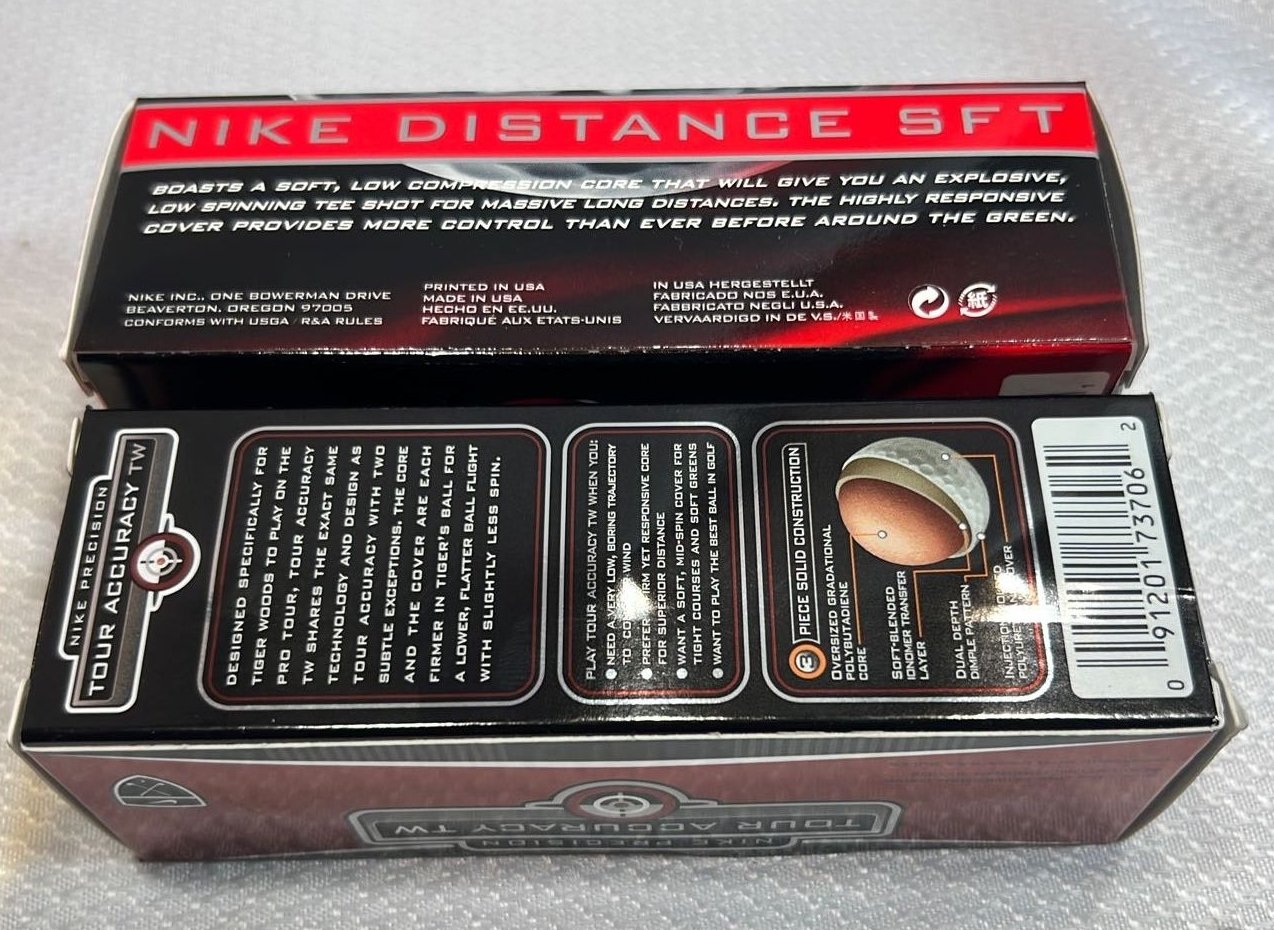 NIKE DISTANCE SFT
BOASTS A SOFT, LOW COMPRESSION CORE THAT WILL GIVE YOU AN EXPLOSIVE,
LOW SPINNING TEE SHOT FOR MASSIVE LONG DISTANCES. THE HIGHLY RESPONSIVE
COVER PROVIDES MORE CONTROL THAN EVER BEFORE AROUND THE GREEN.
NIKE INC., ONE BOWERMAN DRIVE
BEAVERTON, OREGON 97005
CONFORMS WITH USGA / R&A RULES
PRINTED IN USA
MADE IN USA
HECHO EN EE.UU.
FABRIQUÉ AUX ETATS-UNIS
IN USA HERGESTELLT
FABRICADO NOS E.U.A.
FABBRICATO NEGLI U.S.A.
VERVAARDIGD IN DE V.S./米国製
紙
NIKE PRECISION
TOUR ACCURACY TW
DESIGNED SPECIFICALLY FOR
TIGER WOODS TO PLAY ON THE
PRO TOUR, TOUR ACCURACY
TW SHARES THE EXACT SAME
TECHNOLOGY AND DESIGN AS
TOUR ACCURACY WITH TWO
SUBTLE EXCEPTIONS. THE CORE
AND THE COVER ARE EACH
FIRMER IN TIGER'S BALL FOR
A LOWER, FLATTER BALL FLIGHT
WITH SLIGHTLY LESS SPIN.
PLAY TOUR ACCURACY TW WHEN YOU:
• NEED A VERY LOW, BORING TRAJECTORY
TO WIND
• PREFER FIRM YET RESPONSIVE CORE
FOR SUPERIOR DISTANCE
• WANT A SOFT, MID-SPIN COVER FOR
TIGHT COURSES AND SOFT GREENS
• WANT TO PLAY THE BEST BALL IN GOLF
3 PIECE SOLID CONSTRUCTION
OVERSIZED GRADATIONAL
POLYBUTADIENE
CORE
SOFT-BLENDED
IONOMER TRANSFER
LAYER
DUAL DEPTH
DIMPLE PATTERN
0 91201 73706 2
TOUR ACCURACY TW
NIKE PRECISION